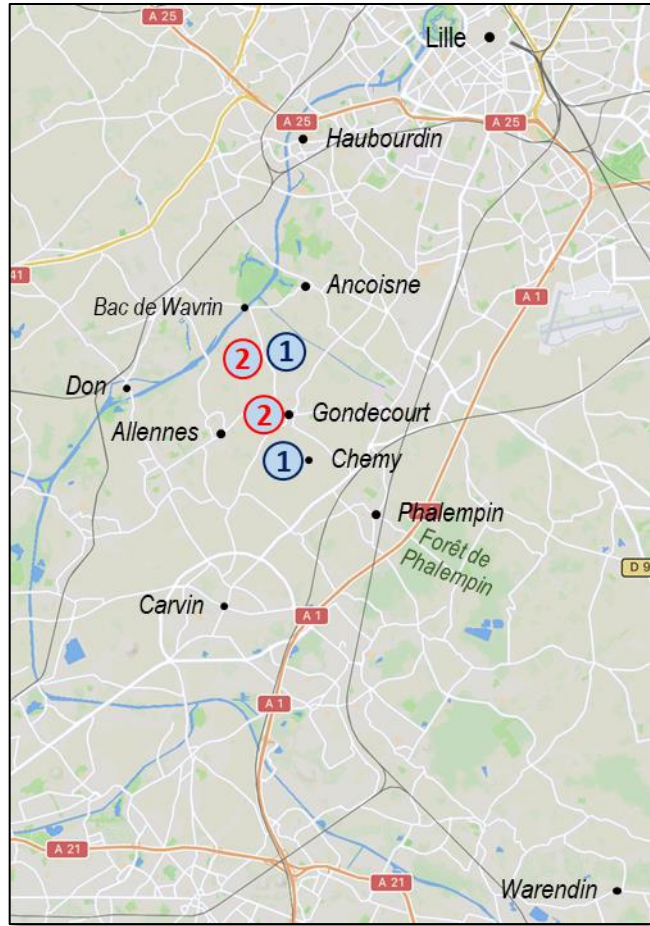 A 25
Lille
A 25
A 25
Haubourdin
41
Ancoisne
A 1
Bac de Wavrin
1
2
Don
2
Gondecourt
Allennes
1
Chemy
Phalempin
Forêt de
Phalempin
D 9
Carvin
A 1
A 1
A 21
A 21
Warendin